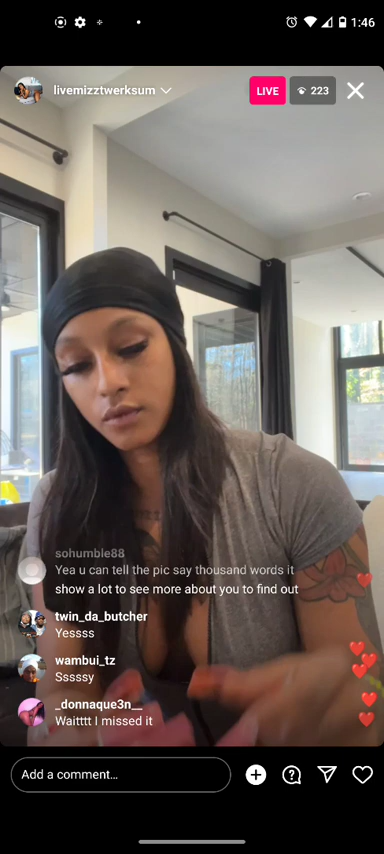 1:46
livemizztwerksum
LIVE
223
sohumble88
Yea u can tell the pic say thousand words it
show a lot to see more about you to find out
twin_da_butcher
Yessss
wambui_tz
Sssssy
_donnaque3n__
Waitttt I missed it
Add a comment...